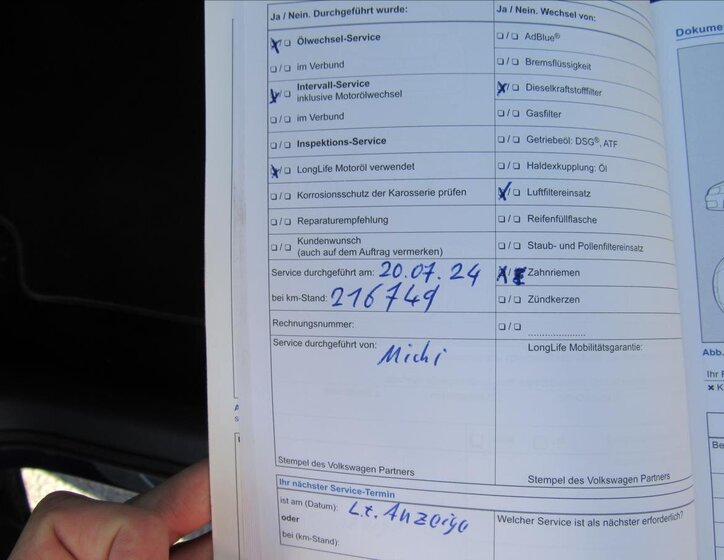 Ja / Nein. Durchgeführt wurde:
Ölwechsel-Service
im Verbund
Intervall-Service
inklusive Motorölwechsel
im Verbund
Inspektions-Service
LongLife Motoröl verwendet
Korrosionsschutz der Karosserie prüfen
Reparaturempfehlung
Kundenwunsch
(auch auf dem Auftrag vermerken)
Service durchgeführt am: 20.07.24
bei km-Stand: 216749
Rechnungsnummer:
Service durchgeführt von:
Michi
Stempel des Volkswagen Partners
Ja / Nein. Wechsel von:
AdBlue®
Bremsflüssigkeit
Dieselkraftstofffilter
Gasfilter
Getriebeöl: DSG®, ATF
Haldexkupplung: Öl
Luftfiltereinsatz
Reifenfüllflasche
Staub- und Pollenfiltereinsatz
Zahnriemen
Zündkerzen
LongLife Mobilitätsgarantie:
Stempel des Volkswagen Partners
Ihr nächster Service-Termin
ist am (Datum): L.t. Anzeige
oder
bei (km-Stand):
Welcher Service ist als nächster erforderlich?
Dokume
Abb.
Ihr
Be